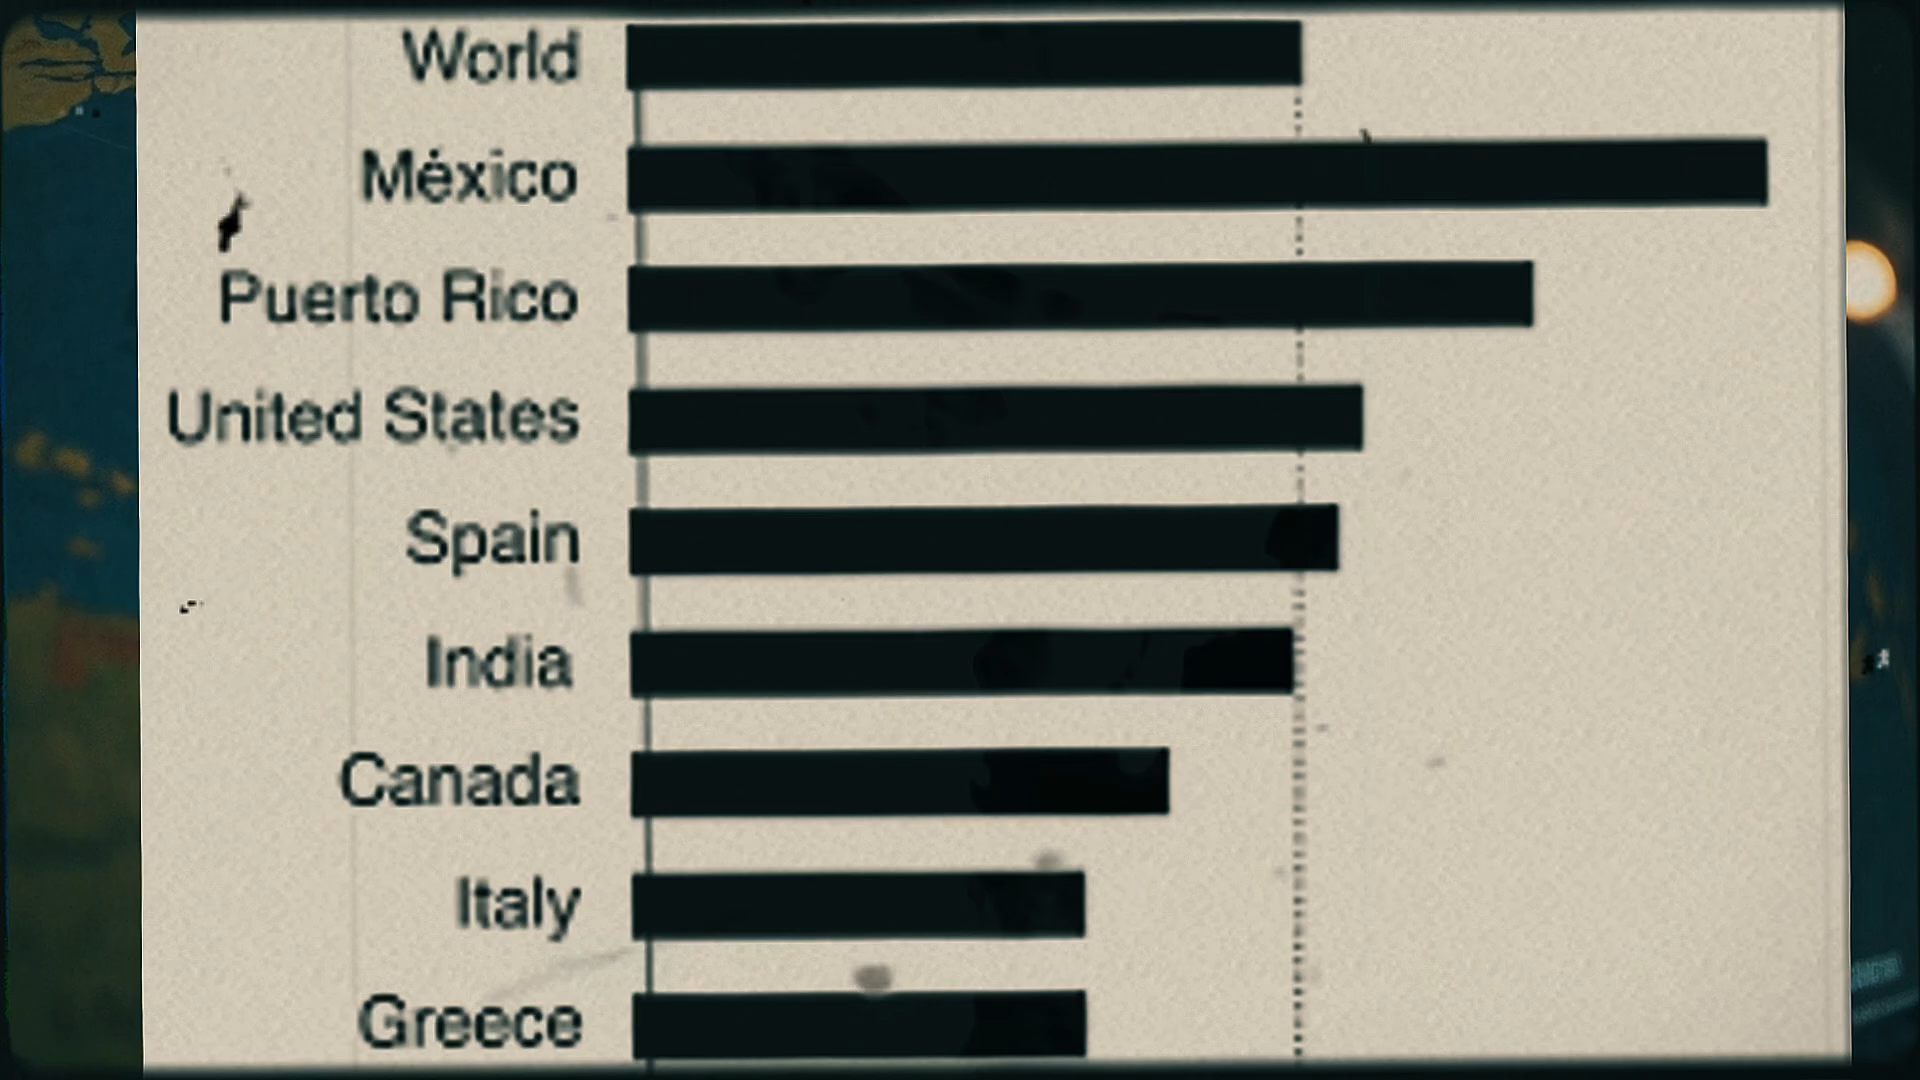 World
México
Puerto Rico
United States
Spain
India
Canada
Italy
Greece